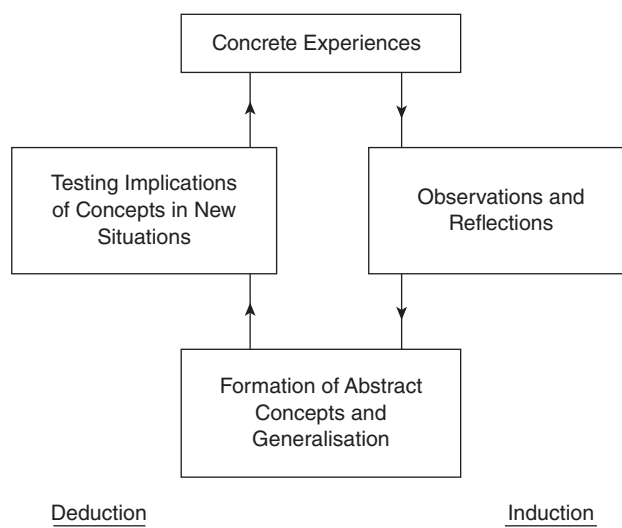 Concrete Experiences
Testing Implications
of Concepts in New
Situations
Observations and
Reflections
Formation of Abstract
Concepts and
Generalisation
Deduction
Induction